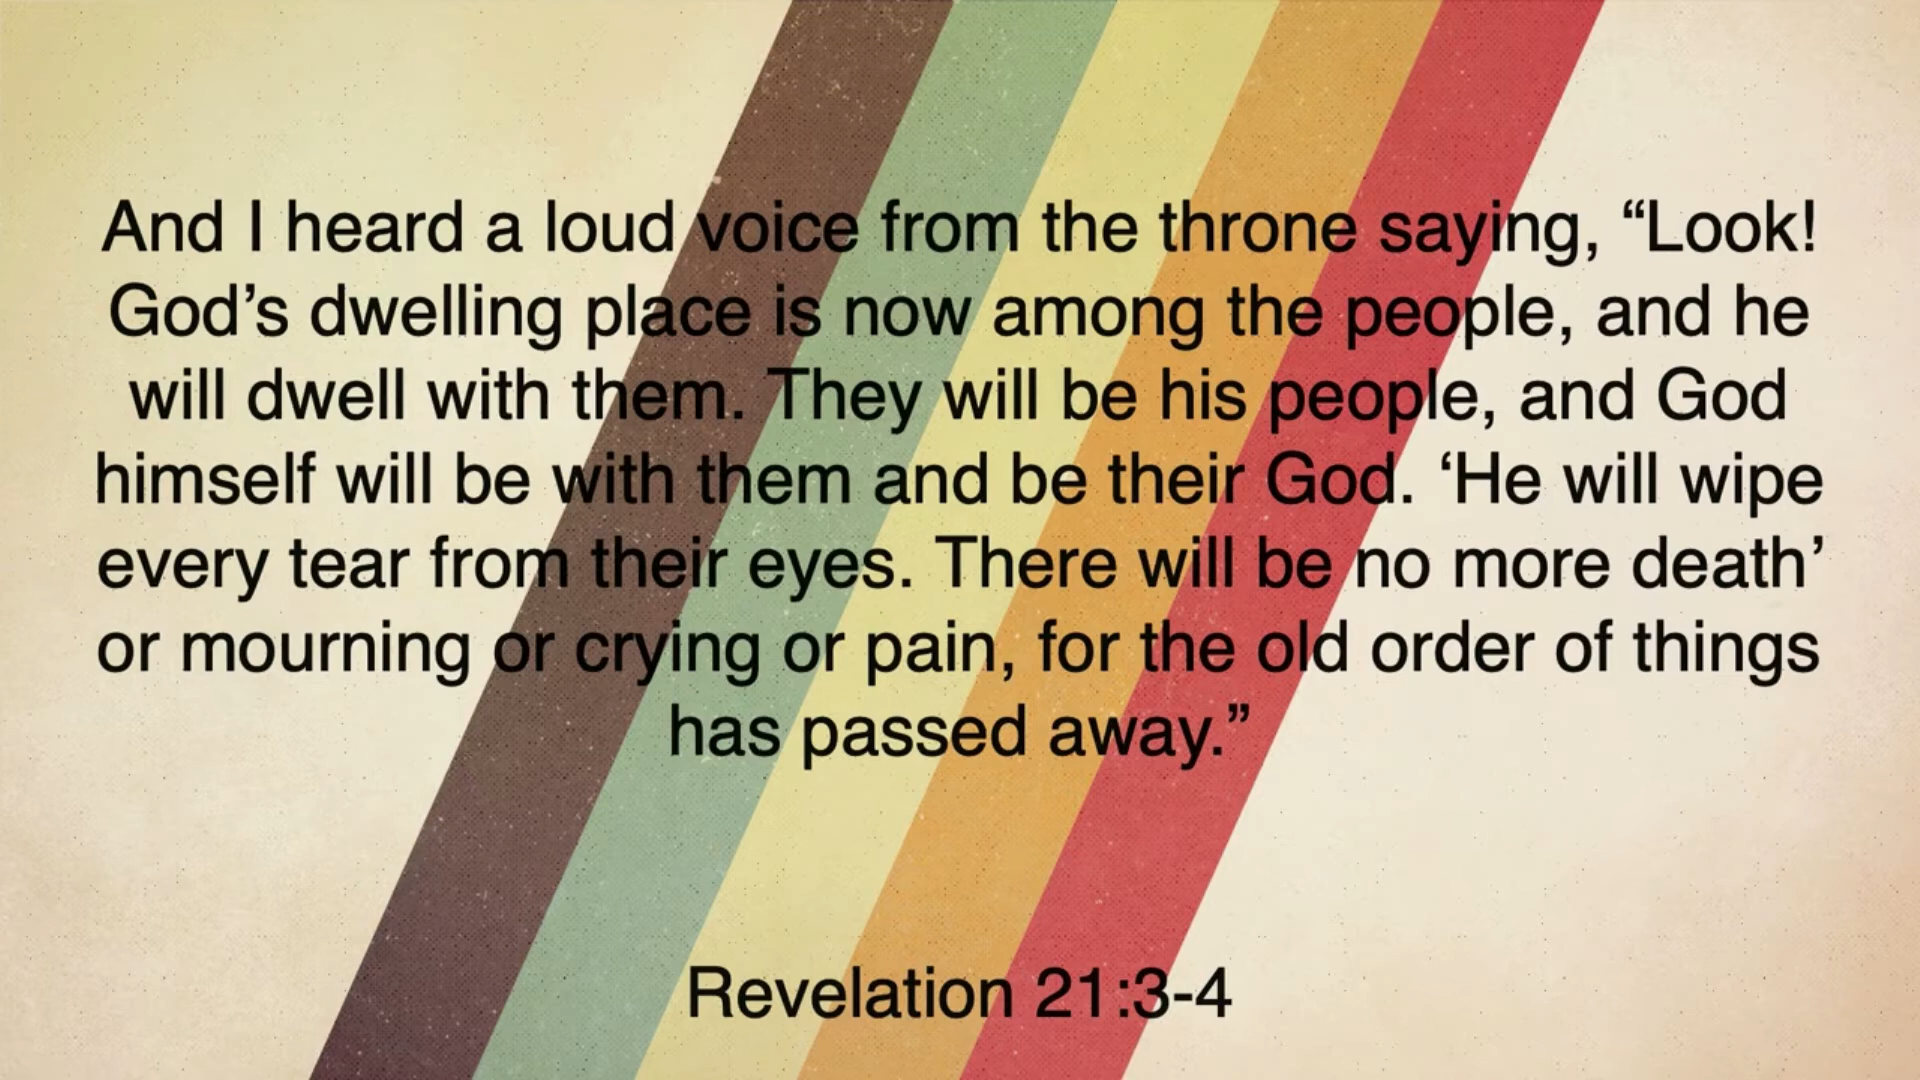 And I heard a loud voice from the throne saying, “Look!
God’s dwelling place is now among the people, and he
will dwell with them. They will be his people, and God
himself will be with them and be their God. ‘He will wipe
every tear from their eyes. There will be no more death’
or mourning or crying or pain, for the old order of things
has passed away.”
Revelation 21:3-4